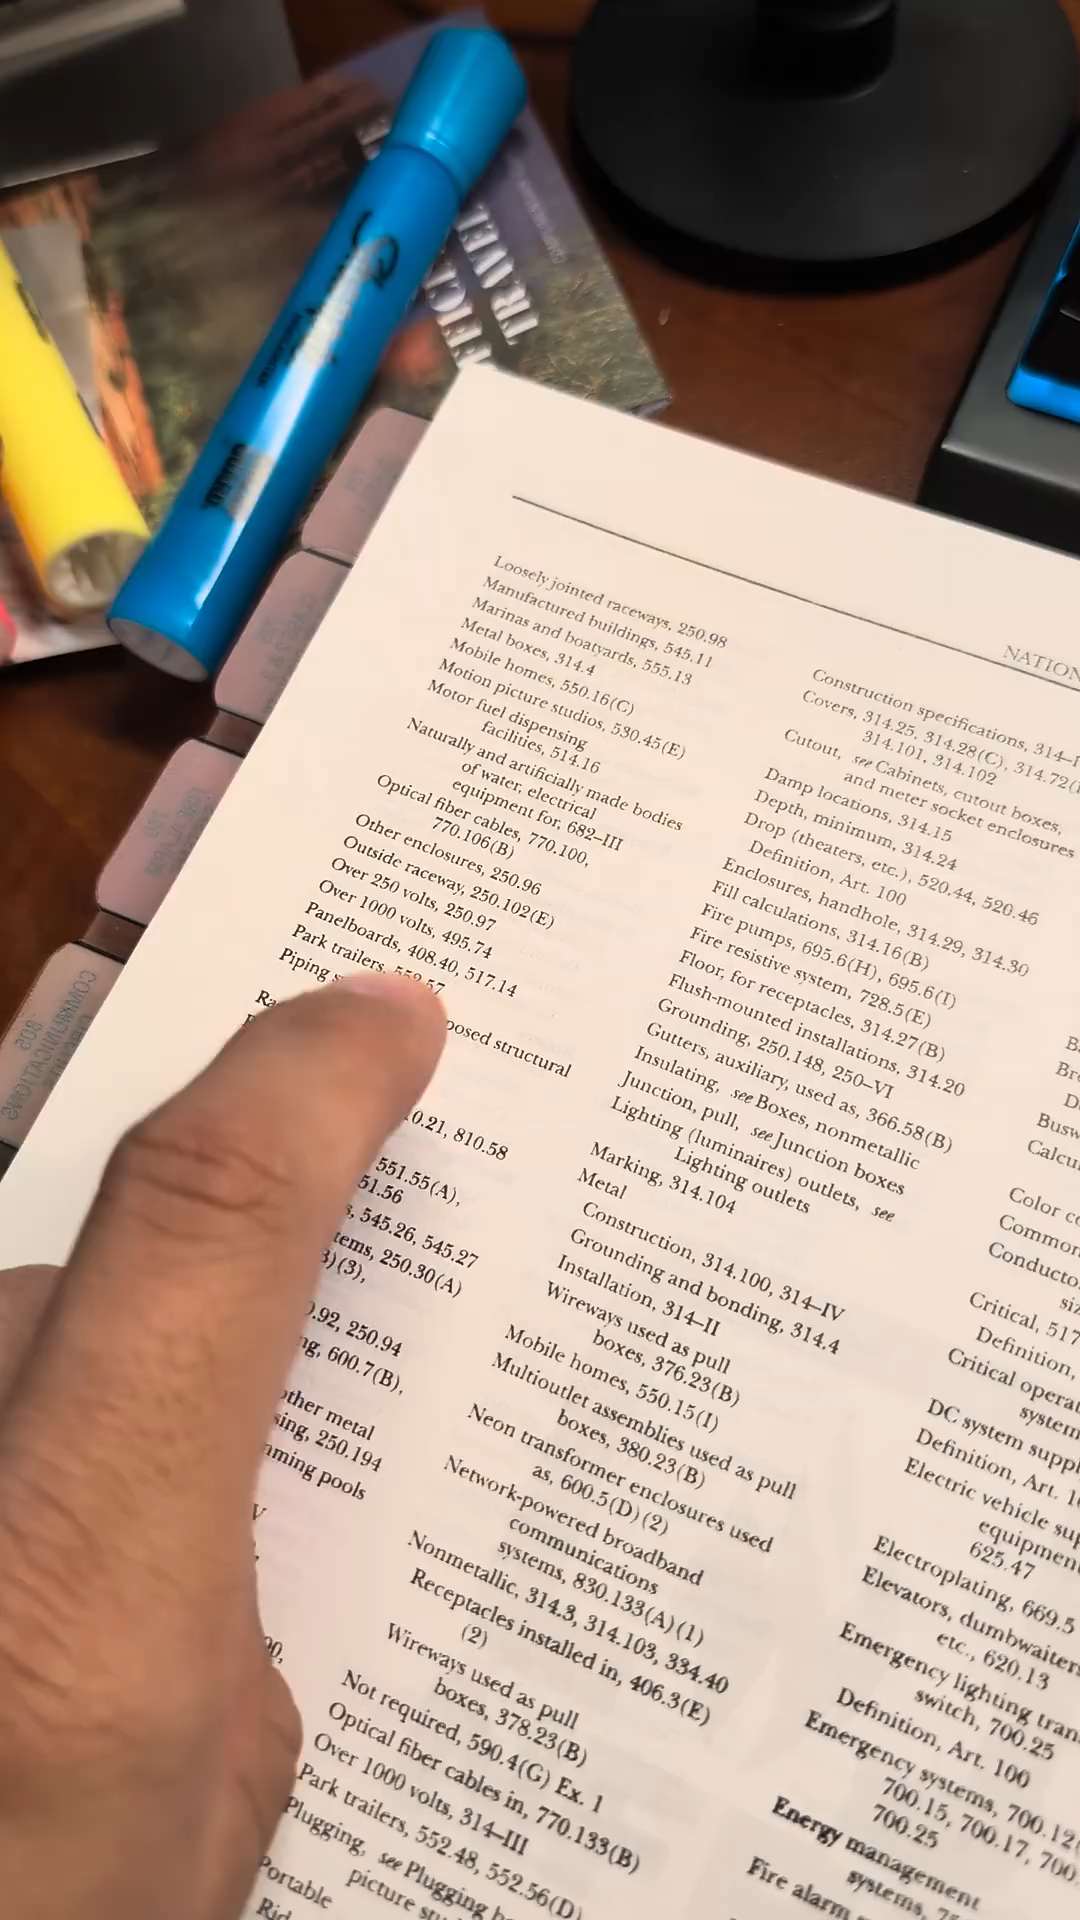 TRAVEL
NATION
Loosely jointed raceways, 250.98
Manufactured buildings, 545.11
Marinas and boatyards, 555.13
Metal boxes, 314.4
Mobile homes, 550.16(C)
Motion picture studios, 530.45(E)
Motor fuel dispensing
facilities, 514.16
Naturally and artificially made bodies
of water, electrical
equipment for, 682–III
Optical fiber cables, 770.100,
770.106(B)
Other enclosures, 250.96
Outside raceway, 250.102(E)
Over 250 volts, 250.97
Over 1000 volts, 495.74
Panelboards, 408.40, 517.14
Park trailers, 552.57
Piping
posed structural
0.21, 810.58
551.55(A),
51.56
545.26, 545.27
tems, 250.30(A)
3)(3),
0.92, 250.94
ng, 600.7(B),
other metal
sing, 250.194
mming pools
Construction specifications, 314–
Covers, 314.25, 314.28(C), 314.72(
314.101, 314.102
Cutout, see Cabinets, cutout boxes,
and meter socket enclosures
Damp locations, 314.15
Depth, minimum, 314.24
Drop (theaters, etc.), 520.44, 520.46
Definition, Art. 100
Enclosures, handhole, 314.29, 314.30
Fill calculations, 314.16(B)
Fire pumps, 695.6(H), 695.6(I)
Fire resistive system, 728.5(E)
Floor, for receptacles, 314.27(B)
Flush-mounted installations, 314.20
Grounding, 250.148, 250–VI
Gutters, auxiliary, used as, 366.58(B)
Insulating, see Boxes, nonmetallic
Junction, pull, see Junction boxes
Lighting (luminaires) outlets, see
Lighting outlets
Marking, 314.104
Metal
Construction, 314.100, 314–IV
Grounding and bonding, 314.4
Installation, 314–II
Wireways used as pull
boxes, 376.23(B)
Mobile homes, 550.15(I)
Multioutlet assemblies used as pull
boxes, 380.23(B)
Neon transformer enclosures used
as, 600.5(D)(2)
Network-powered broadband
communications
systems, 830.133(A)(1)
Nonmetallic, 314.3, 314.103, 334.40
Receptacles installed in, 406.3(E)
(2)
Wireways used as pull
boxes, 378.23(B)
Not required, 590.4(G) Ex. 1
Optical fiber cables in, 770.133(B)
Over 1000 volts, 314–III
Park trailers, 552.48, 552.56(D)
Plugging, see Plugging
picture
Portable
Color
Common
Critical, 517
Definition,
Critical
system
DC system
Definition, Art.
Electric vehicle
equipment
625.47
Electroplating, 669.5
Elevators, dumbwaiters
etc., 620.13
Emergency lighting
switch, 700.25
Definition, Art. 100
Emergency systems, 700.12
700.15, 700.17, 700
700.25
Energy management
systems,
Fire alarm